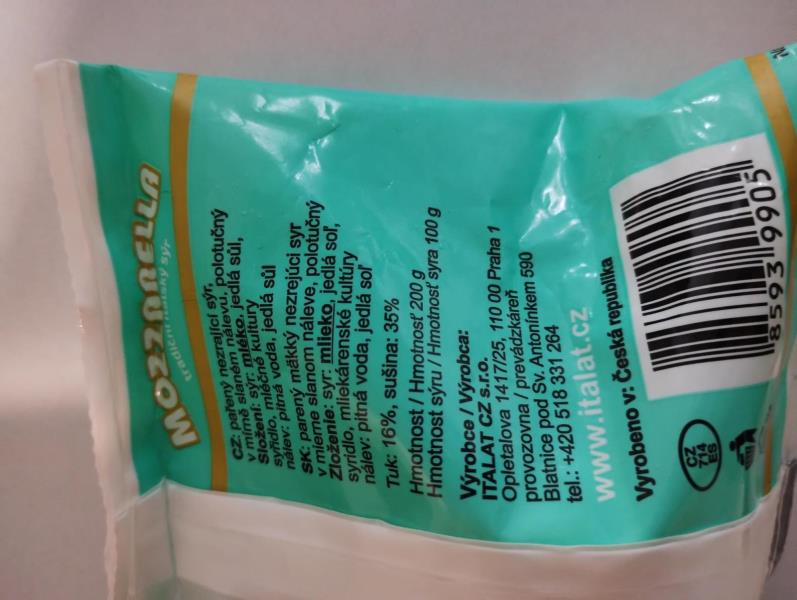 MOZZARELLA
tradiční italský sýr
CZ: pařený nezrající sýr,
v mírně slaném nálevu, polotučný
Složení: sýr: mléko, jedlá sůl,
syřidlo, mléčné kultury
nálev: pitná voda, jedlá sůl
SK: parený mäkký nezrejúci syr
v mierne slanom náleve, polotučný
Zloženie: syr: mlieko, jedlá soľ,
syridlo, mliekárenské kultúry
nálev: pitná voda, jedlá soľ
Tuk: 16%, sušina: 35%
Hmotnost / Hmotnosť 200 g
Hmotnost sýru / Hmotnosť syra 100 g
Výrobce / Výrobca:
ITALAT CZ s.r.o.
Opletalova 1417/25, 110 00 Praha 1
provozovna / prevádzkáreň
Blatnice pod Sv. Antonínkem 590
tel.: +420 518 331 264
www.italat.cz
Vyrobeno v: Česká republika
CZ
714
ES
8593 9905